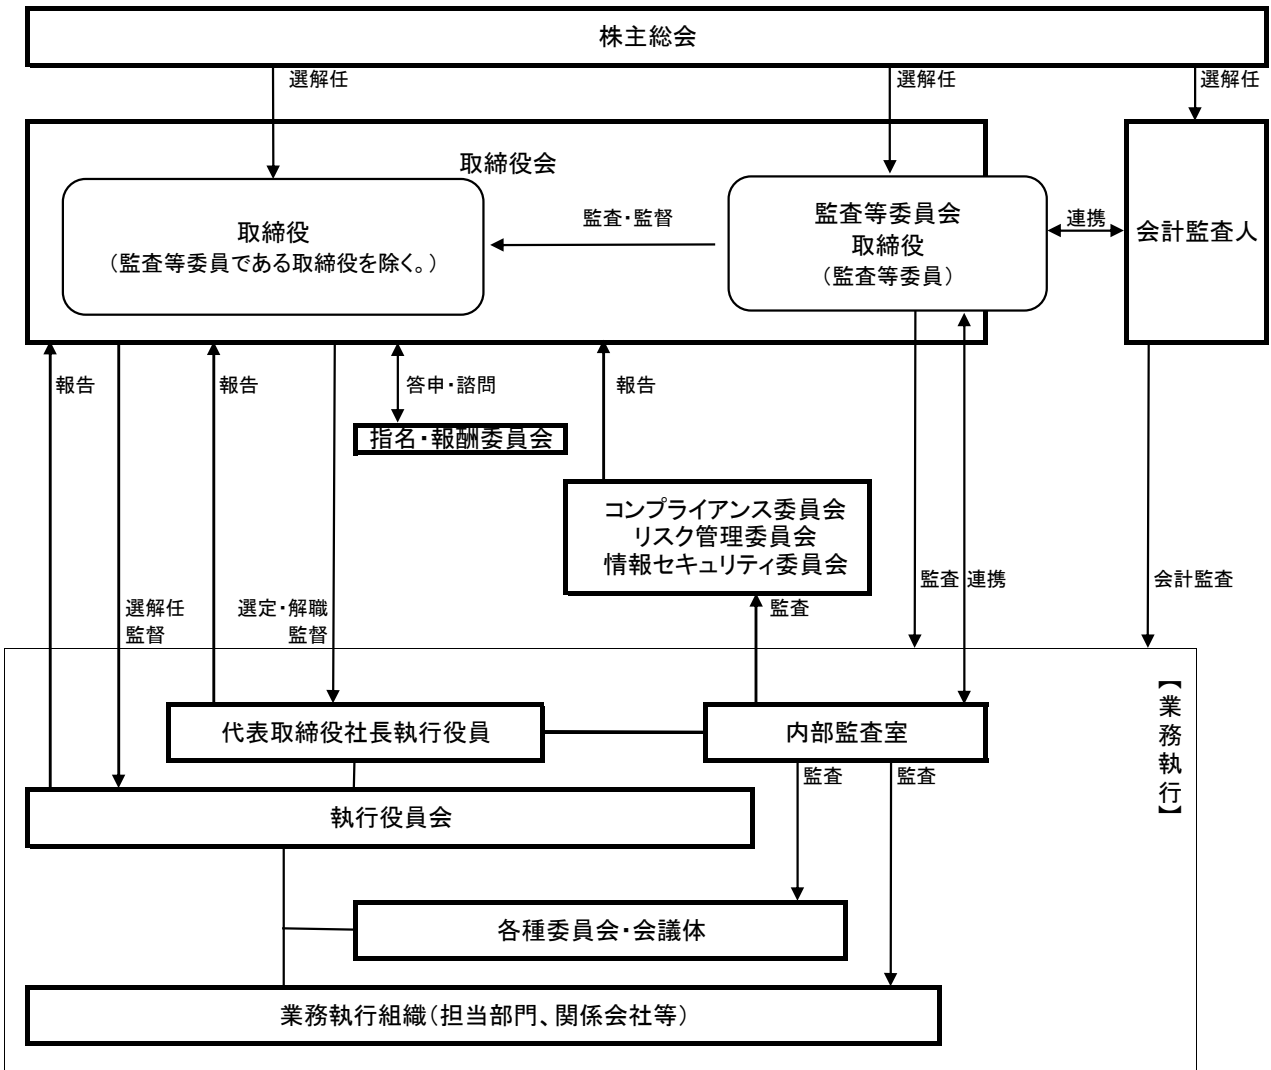 株主総会
選解任
選解任
選解任
取締役会
取締役
（監査等委員である取締役を除く。）
監査・監督
監査等委員会
取締役
（監査等委員）
連携
会計監査人
報告
報告
答申・諮問
報告
指名・報酬委員会
コンプライアンス委員会
リスク管理委員会
情報セキュリティ委員会
選解任
監督
選定・解職
監督
監査
監査
連携
会計監査
【業務執行】
代表取締役社長執行役員
内部監査室
監査
監査
執行役員会
各種委員会・会議体
業務執行組織（担当部門、関係会社等）